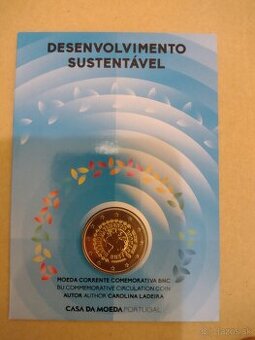 DESENVOLVIMENTO
SUSTENTÁVEL
MOEDA CORRENTE COMEMORATIVA BNC
BU COMMEMORATIVE CIRCULATION COIN
AUTOR AUTHOR CAROLINA LADEIRA
CASA DA MOEDA PORTUGAL